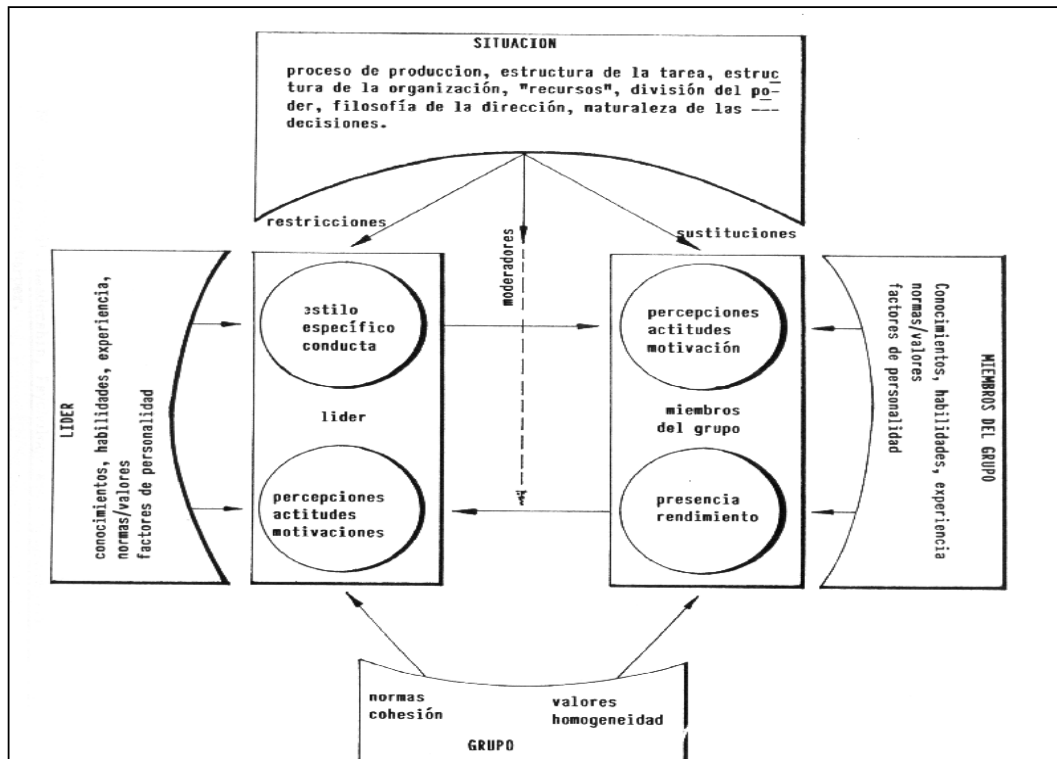 SITUACION
proceso de produccion, estructura de la tarea, estruc
tura de la organización, "recursos", división del po-
der, filosofía de la dirección, naturaleza de las ---
decisiones.
restricciones
moderadores
sustituciones
LIDER
conocimientos, habilidades, experiencia,
normas/valores
factores de personalidad
estilo
específico
conducta
lider
percepciones
actitudes
motivaciones
percepciones
actitudes
motivación
miembros
del grupo
presencia
rendimiento
MIEMBROS DEL GRUPO
Conocimientos, habilidades, experiencia
normas/valores
factores de personalidad
normas
cohesión
valores
homogeneidad
GRUPO